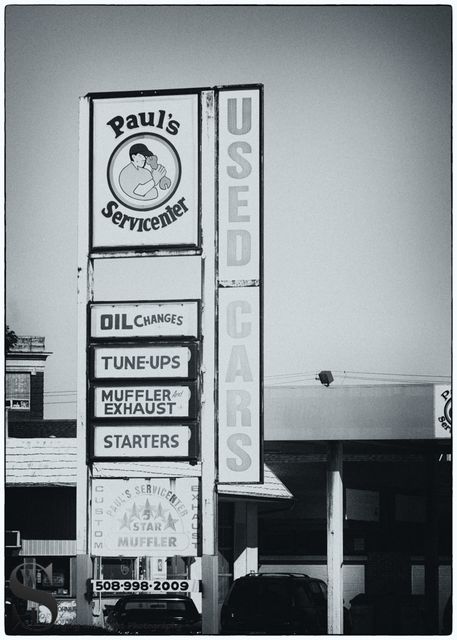 Paul's
Servicenter
USED CARS
OIL CHANGES
TUNE-UPS
MUFFLER And
EXHAUST
STARTERS
CUSTOM
PAUL'S SERVICENTER
5
STAR
MUFFLER
EXHAUST
508-998-2009